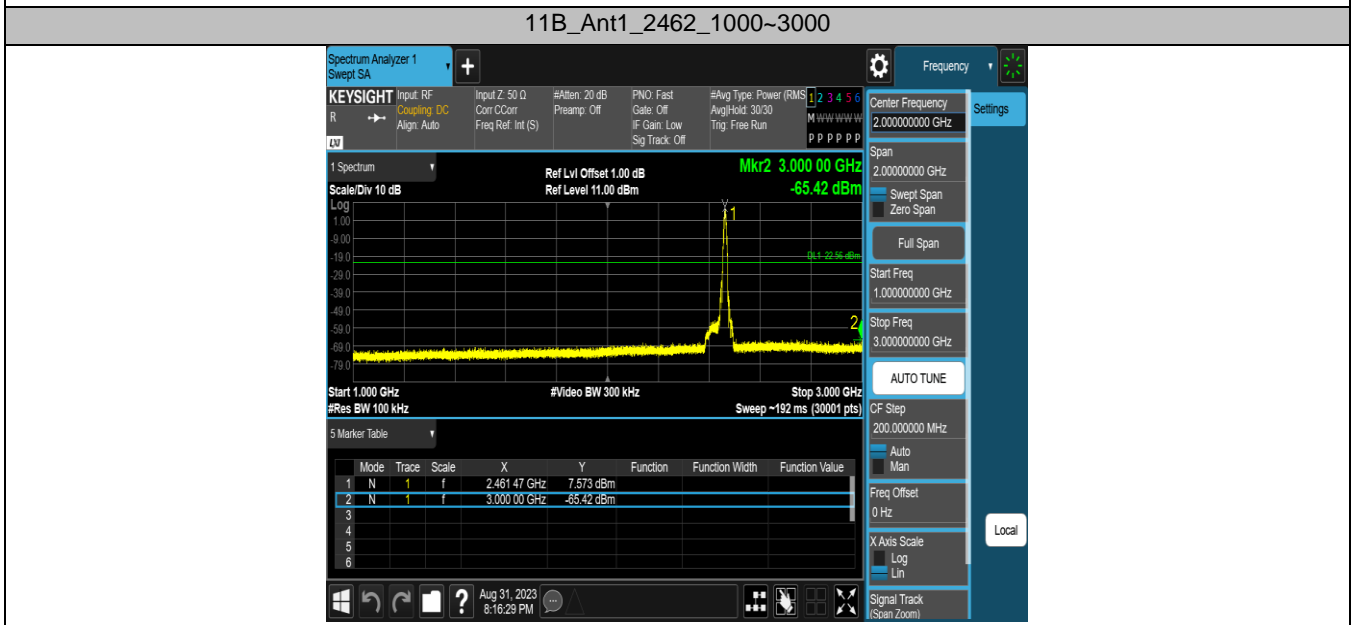 11B_Ant1_2462_1000~3000
Spectrum Analyzer 1
Swept SA
Frequency
KEYSIGHT
R
LXI
Input: RF
Coupling: DC
Align: Auto
Input Z: 50 Ω
Corr CCorr
Freq Ref: Int (S)
#Atten: 20 dB
Preamp: Off
PNO: Fast
Gate: Off
IF Gain: Low
Sig Track: Off
#Avg Type: Power (RMS
Avg|Hold: 30/30
Trig: Free Run
1 2 3 4 5 6
M W W W W W
P P P P P P
1 Spectrum
Scale/Div 10 dB
Ref Lvl Offset 1.00 dB
Ref Level 11.00 dBm
Mkr2 3.000 00 GHz
-65.42 dBm
Log
1.00
-9.00
-19.0
-29.0
-39.0
-49.0
-59.0
-69.0
-79.0
1
DL1 -22.56 dBm
2
Start 1.000 GHz
#Video BW 300 kHz
Stop 3.000 GHz
#Res BW 100 kHz
Sweep ~192 ms (30001 pts)
5 Marker Table
Mode Trace Scale X Y Function Function Width Function Value
1 N 1 f 2.461 47 GHz 7.573 dBm
2 N 1 f 3.000 00 GHz -65.42 dBm
3
4
5
6
Aug 31, 2023
8:16:29 PM
Center Frequency
2.000000000 GHz
Settings
Span
2.00000000 GHz
Swept Span
Zero Span
Full Span
Start Freq
1.000000000 GHz
Stop Freq
3.000000000 GHz
AUTO TUNE
CF Step
200.000000 MHz
Auto
Man
Freq Offset
0 Hz
X Axis Scale
Log
Lin
Local
Signal Track
(Span Zoom)